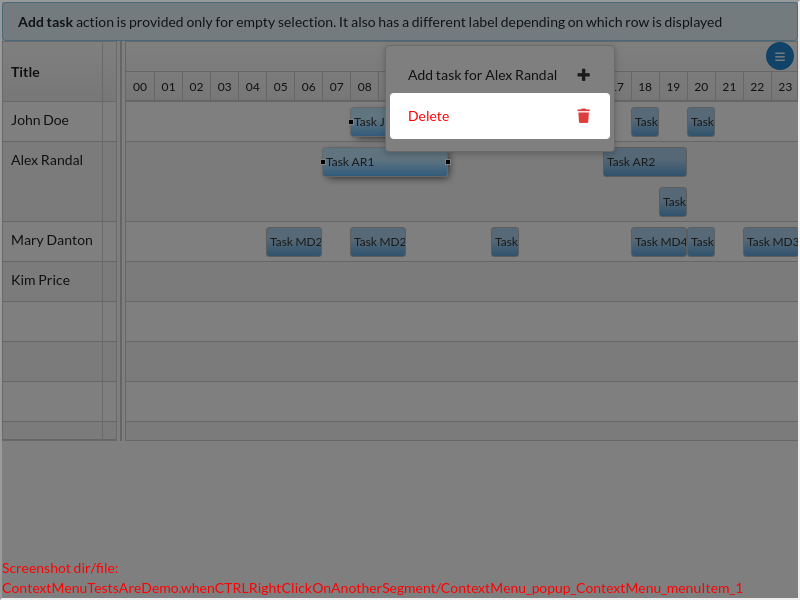 Add task action is provided only for empty selection. It also has a different label depending on which row is displayed
Title
00 01 02 03 04 05 06 07 08 17 18 19 20 21 22 23
Add task for Alex Randal
Delete
John Doe
Task J Task Task
Alex Randal
Task AR1 Task AR2
Task
Mary Danton
Task MD2 Task MD2 Task Task MD4 Task Task MD3
Kim Price
Screenshot dir/file:
ContextMenuTestsAreDemo.whenCTRLRightClickOnAnotherSegment/ContextMenu_popup_ContextMenu_menuItem_1